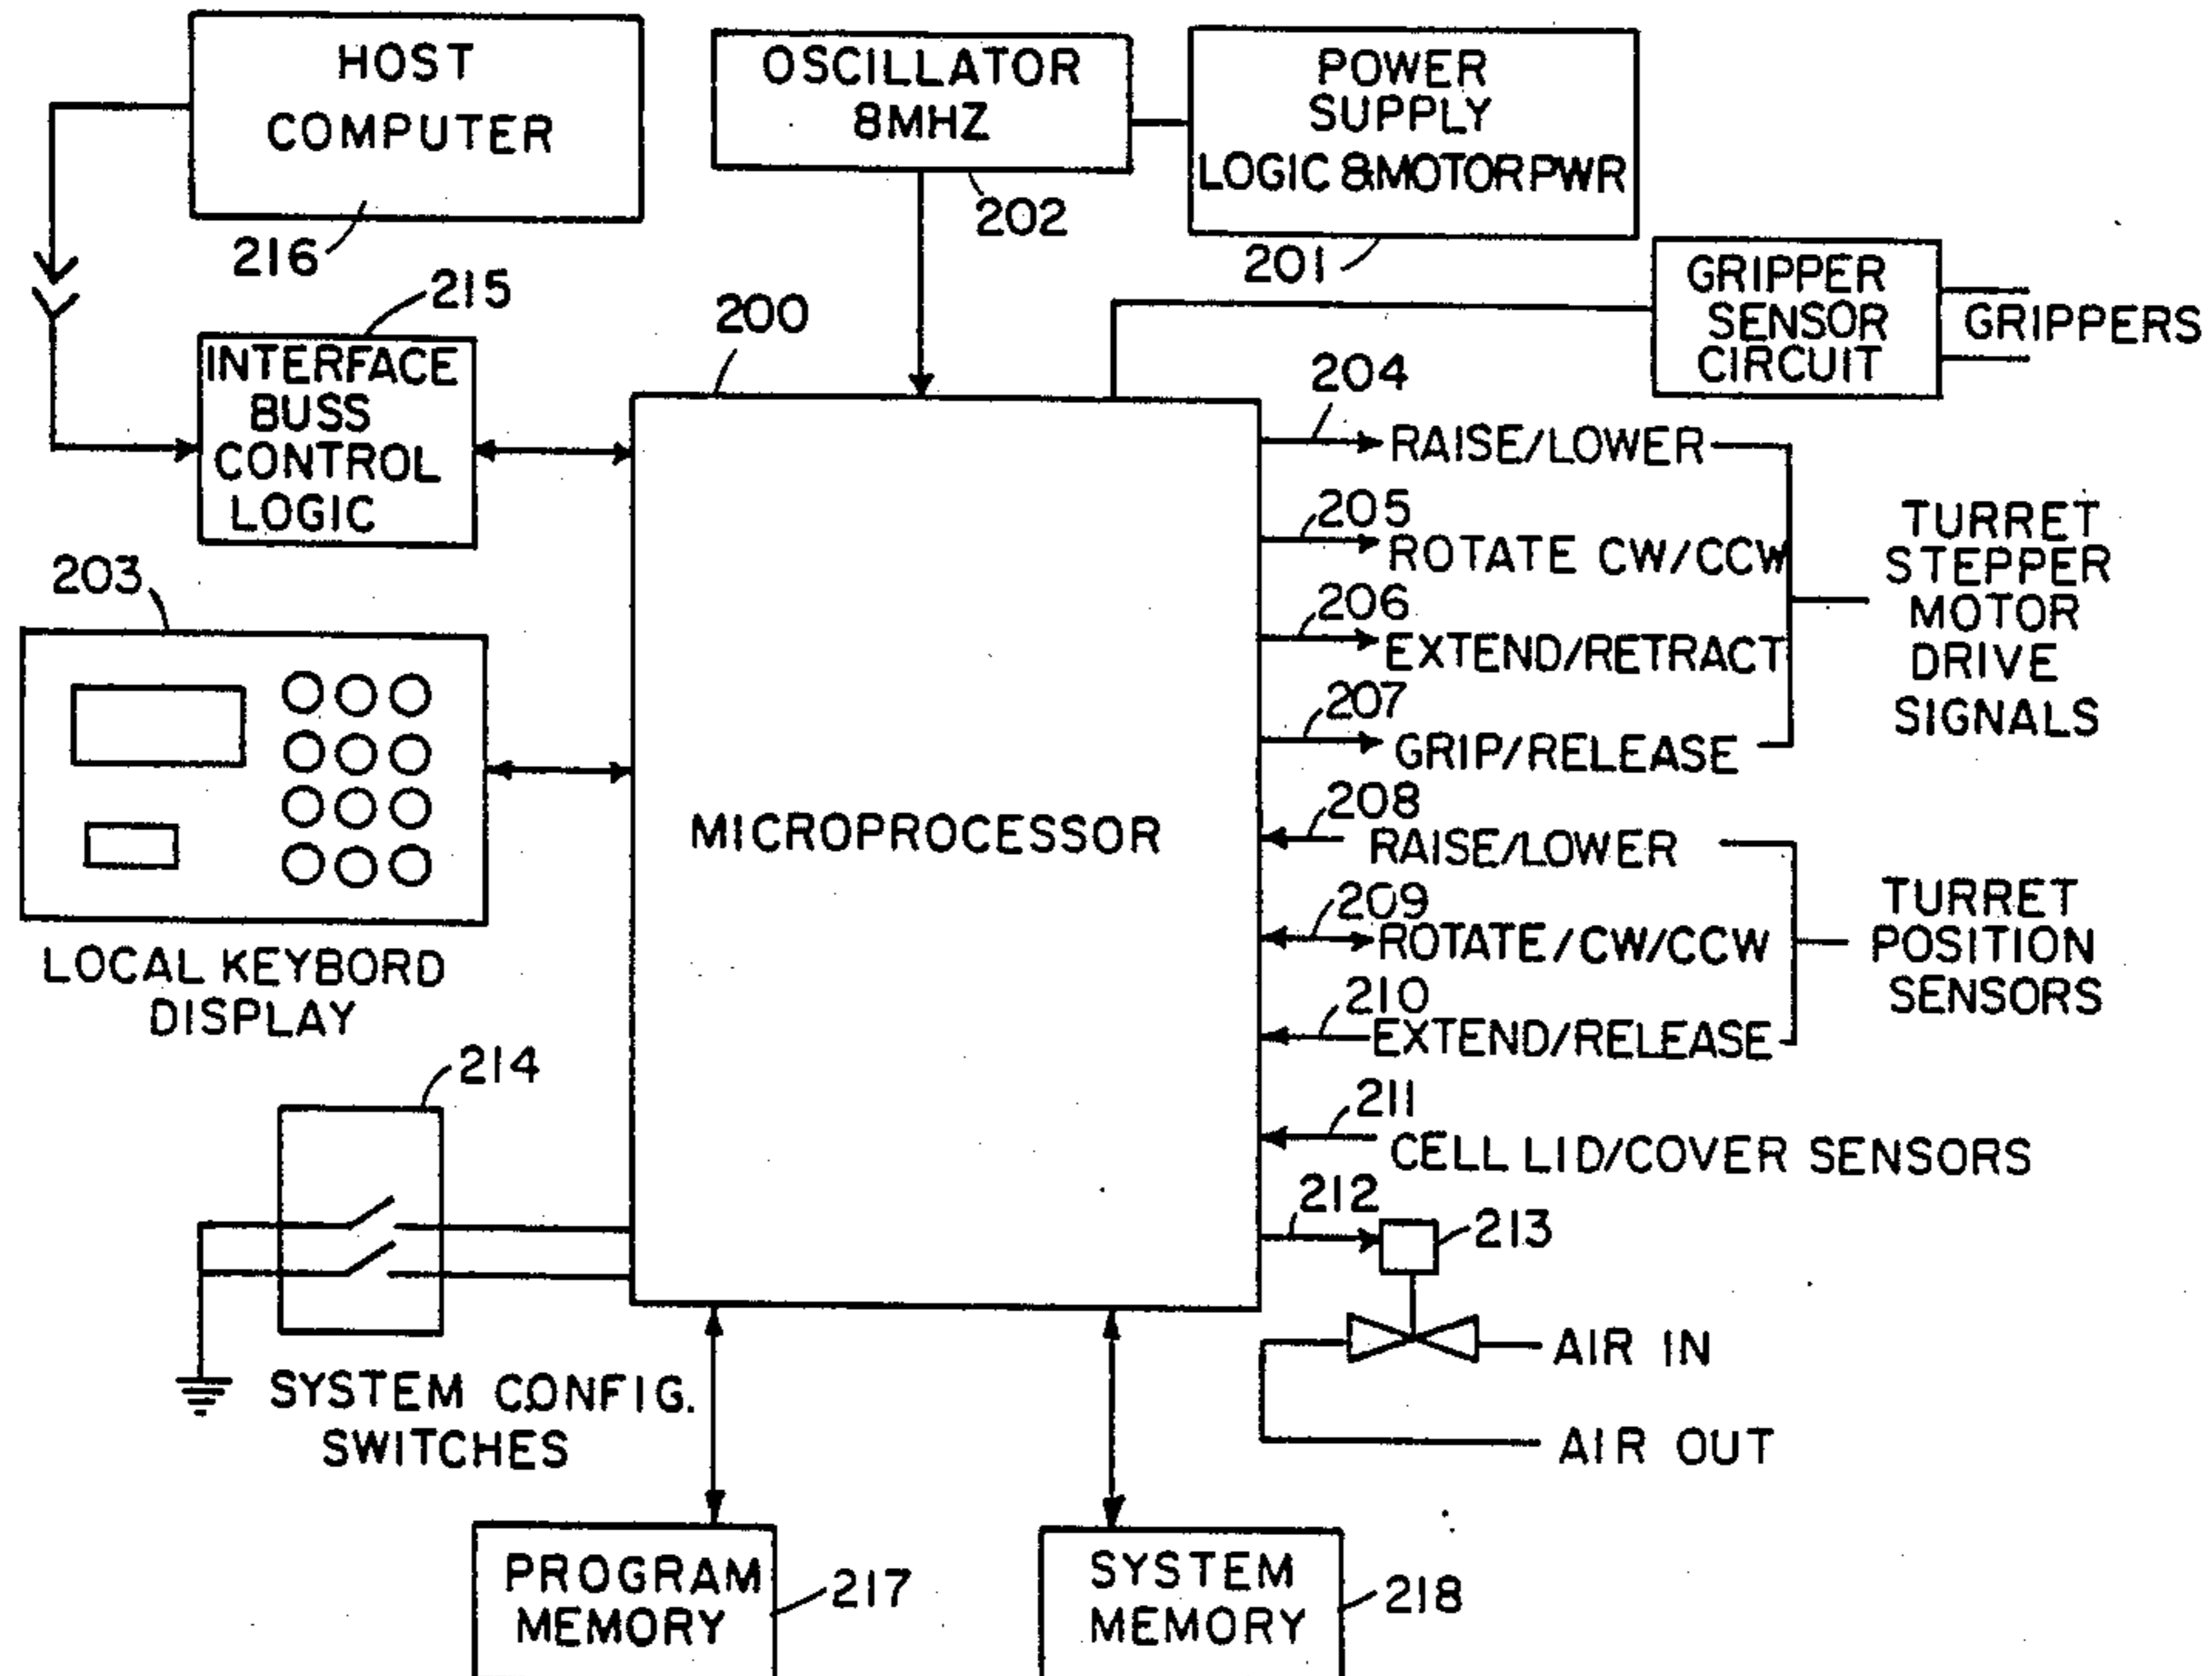 HOST
COMPUTER
216
OSCILLATOR
8MHZ
202
POWER
SUPPLY
LOGIC & MOTOR PWR
201
GRIPPER
SENSOR
CIRCUIT
GRIPPERS
215
INTERFACE
BUSS
CONTROL
LOGIC
200
MICROPROCESSOR
203
LOCAL KEYBORD
DISPLAY
214
SYSTEM CONFIG.
SWITCHES
204
RAISE/LOWER
205
ROTATE CW/CCW
206
EXTEND/RETRACT
207
GRIP/RELEASE
TURRET
STEPPER
MOTOR
DRIVE
SIGNALS
208
RAISE/LOWER
209
ROTATE/CW/CCW
210
EXTEND/RELEASE
TURRET
POSITION
SENSORS
211
CELL LID/COVER SENSORS
212
213
AIR IN
AIR OUT
PROGRAM
MEMORY
217
SYSTEM
MEMORY
218